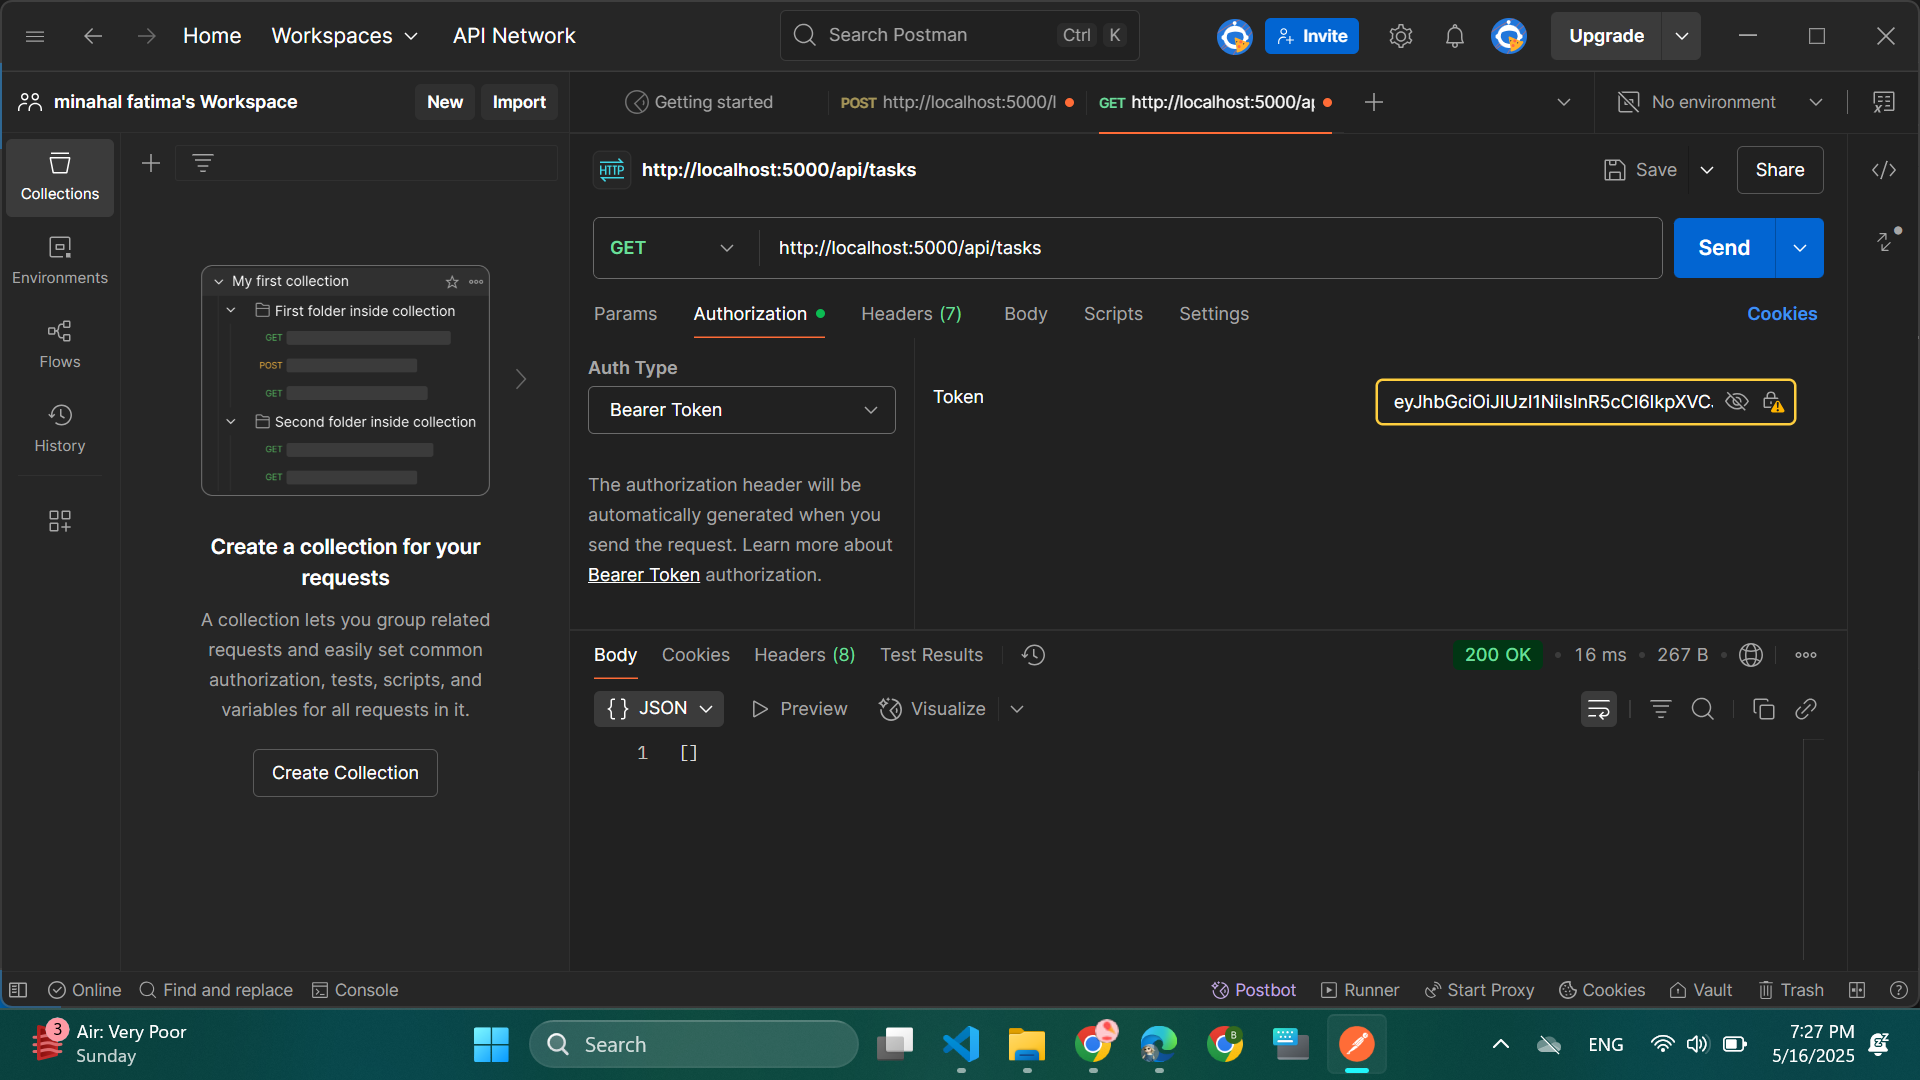 Home
Workspaces
API Network
Search Postman
Ctrl
K
Invite
Upgrade
minahal fatima's Workspace
New
Import
Getting started
POST http://localhost:5000/l
GET http://localhost:5000/ap
No environment
Collections
Environments
Flows
History
My first collection
First folder inside collection
GET
POST
GET
Second folder inside collection
GET
GET
Create a collection for your
requests
A collection lets you group related
requests and easily set common
authorization, tests, scripts, and
variables for all requests in it.
Create Collection
HTTP
http://localhost:5000/api/tasks
Save
Share
GET
http://localhost:5000/api/tasks
Send
Params
Authorization
Headers (7)
Body
Scripts
Settings
Cookies
Auth Type
Bearer Token
The authorization header will be
automatically generated when you
send the request. Learn more about
Bearer Token authorization.
Token
eyJhbGciOiJIUzI1NiIsInR5cCI6IkpXVC.
Body
Cookies
Headers (8)
Test Results
200 OK
16 ms
267 B
{} JSON
Preview
Visualize
1 []
Online
Find and replace
Console
Postbot
Runner
Start Proxy
Cookies
Vault
Trash
3
Air: Very Poor
Sunday
Search
B
ENG
7:27 PM
5/16/2025